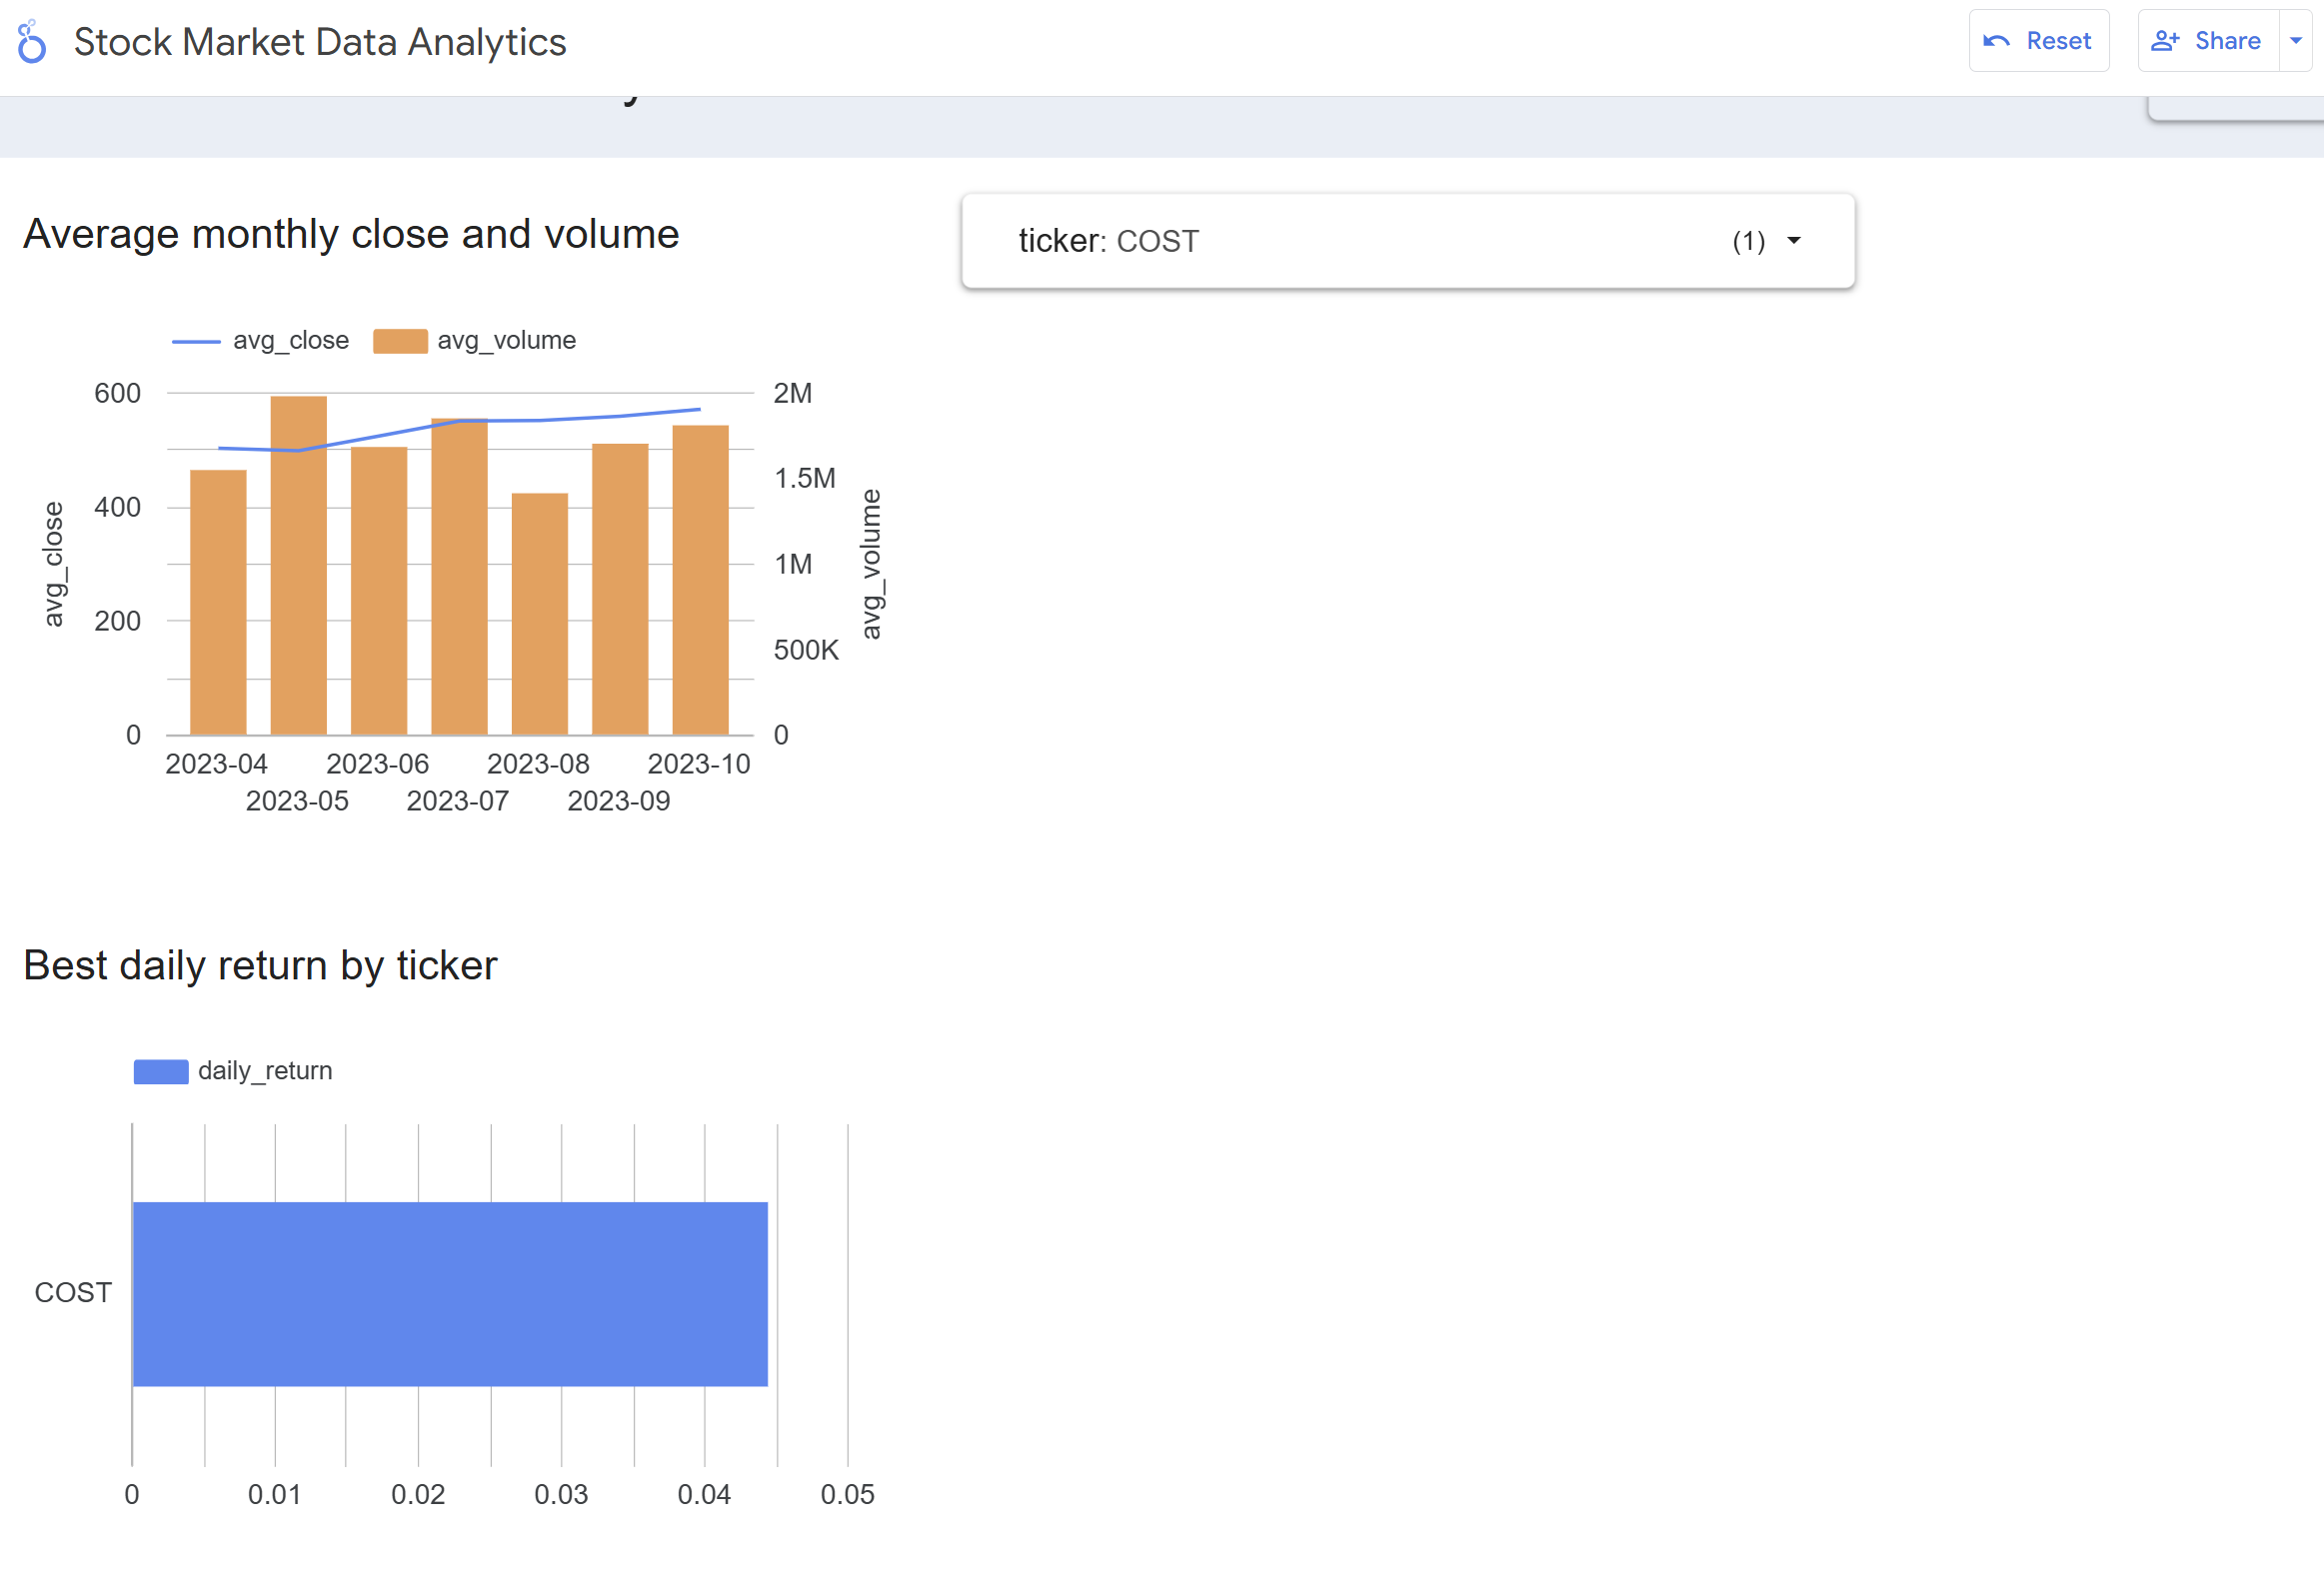 Stock Market Data Analytics
Reset
Share
Average monthly close and volume
ticker: COST (1)
avg_close avg_volume
600 2M
1.5M
400
1M
200
500K
0 0
avg_close
avg_volume
2023-04 2023-06 2023-08 2023-10
2023-05 2023-07 2023-09
Best daily return by ticker
daily_return
COST
0 0.01 0.02 0.03 0.04 0.05